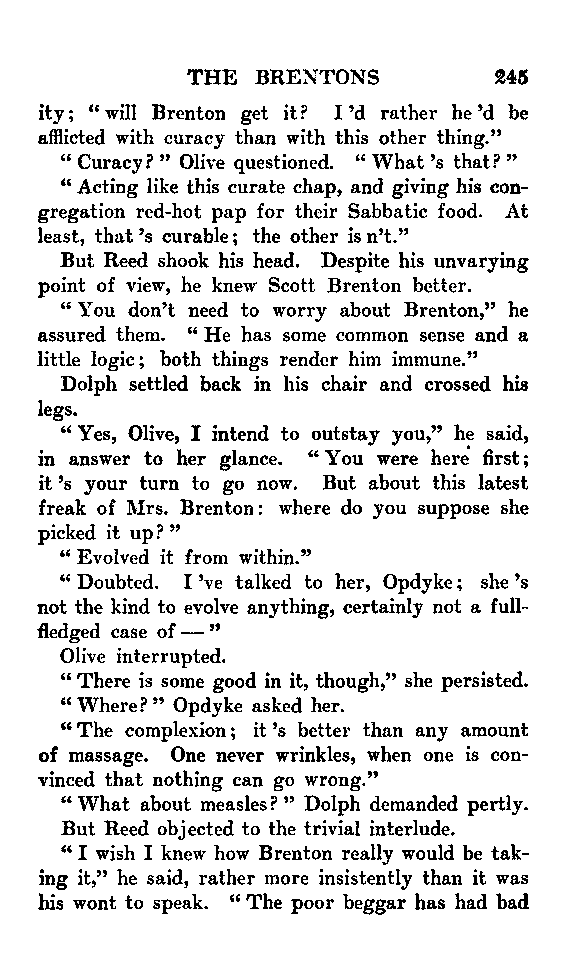 THE BRENTONS 245
ity; “will Brenton get it? I 'd rather he 'd be
afflicted with curacy than with this other thing.”
“Curacy?” Olive questioned. “What 's that?”
“Acting like this curate chap, and giving his con-
gregation red-hot pap for their Sabbatic food. At
least, that 's curable; the other is n't.”
But Reed shook his head. Despite his unvarying
point of view, he knew Scott Brenton better.
“You don't need to worry about Brenton,” he
assured them. “He has some common sense and a
little logic; both things render him immune.”
Dolph settled back in his chair and crossed his
legs.
“Yes, Olive, I intend to outstay you,” he said,
in answer to her glance. “You were here first;
it 's your turn to go now. But about this latest
freak of Mrs. Brenton: where do you suppose she
picked it up?”
“Evolved it from within.”
“Doubted. I 've talked to her, Opdyke; she 's
not the kind to evolve anything, certainly not a full-
fledged case of — ”
Olive interrupted.
“There is some good in it, though,” she persisted.
“Where?” Opdyke asked her.
“The complexion; it 's better than any amount
of massage. One never wrinkles, when one is con-
vinced that nothing can go wrong.”
“What about measles?” Dolph demanded pertly.
But Reed objected to the trivial interlude.
“I wish I knew how Brenton really would be tak-
ing it,” he said, rather more insistently than it was
his wont to speak. “The poor beggar has had bad